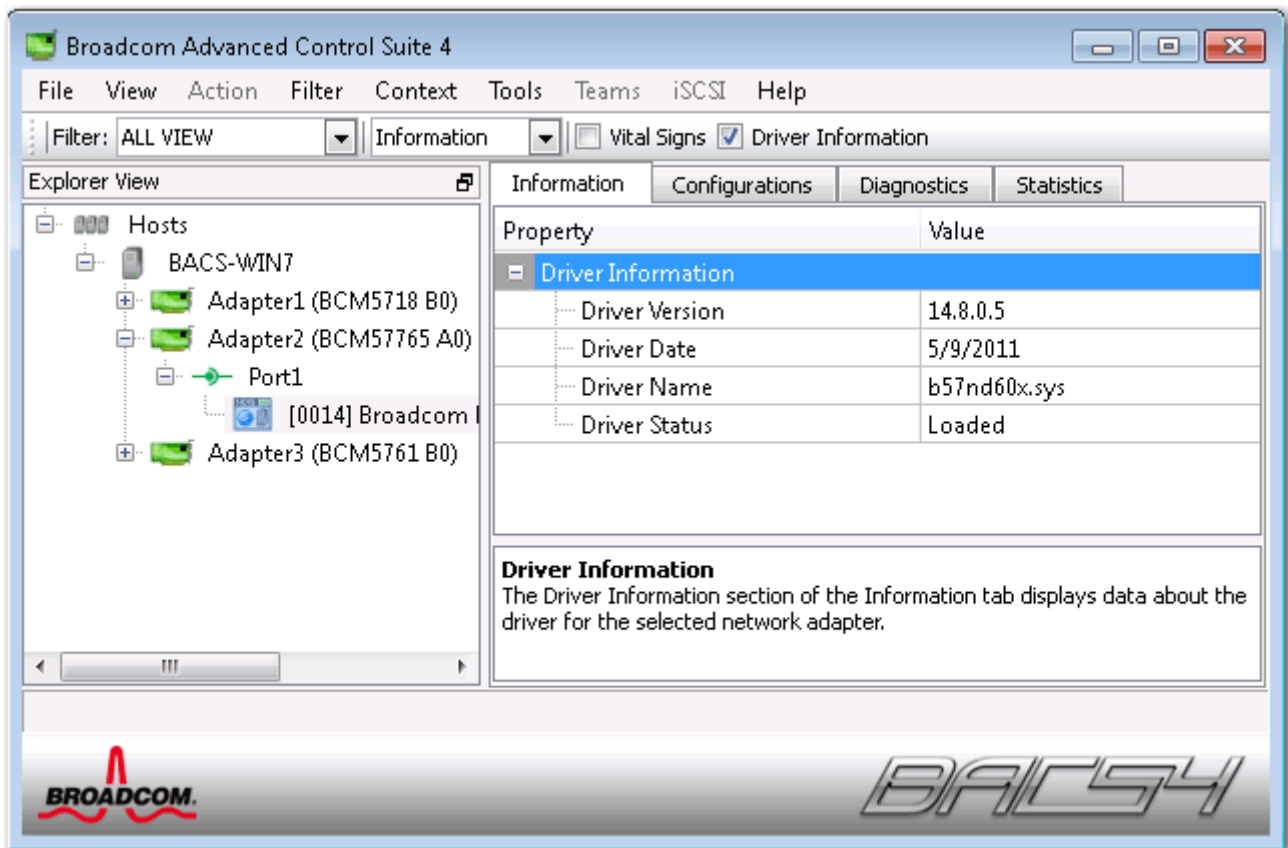 Broadcom Advanced Control Suite 4
File View Action Filter Context Tools Teams iSCSI Help
Filter: ALL VIEW Information Vital Signs Driver Information
Explorer View
Hosts
BACS-WIN7
Adapter1 (BCM5718 B0)
Adapter2 (BCM57765 A0)
Port1
[0014] Broadcom
Adapter3 (BCM5761 B0)
Information Configurations Diagnostics Statistics
Property Value
Driver Information
Driver Version 14.8.0.5
Driver Date 5/9/2011
Driver Name b57nd60x.sys
Driver Status Loaded
Driver Information
The Driver Information section of the Information tab displays data about the
driver for the selected network adapter.
BROADCOM.
BACS4